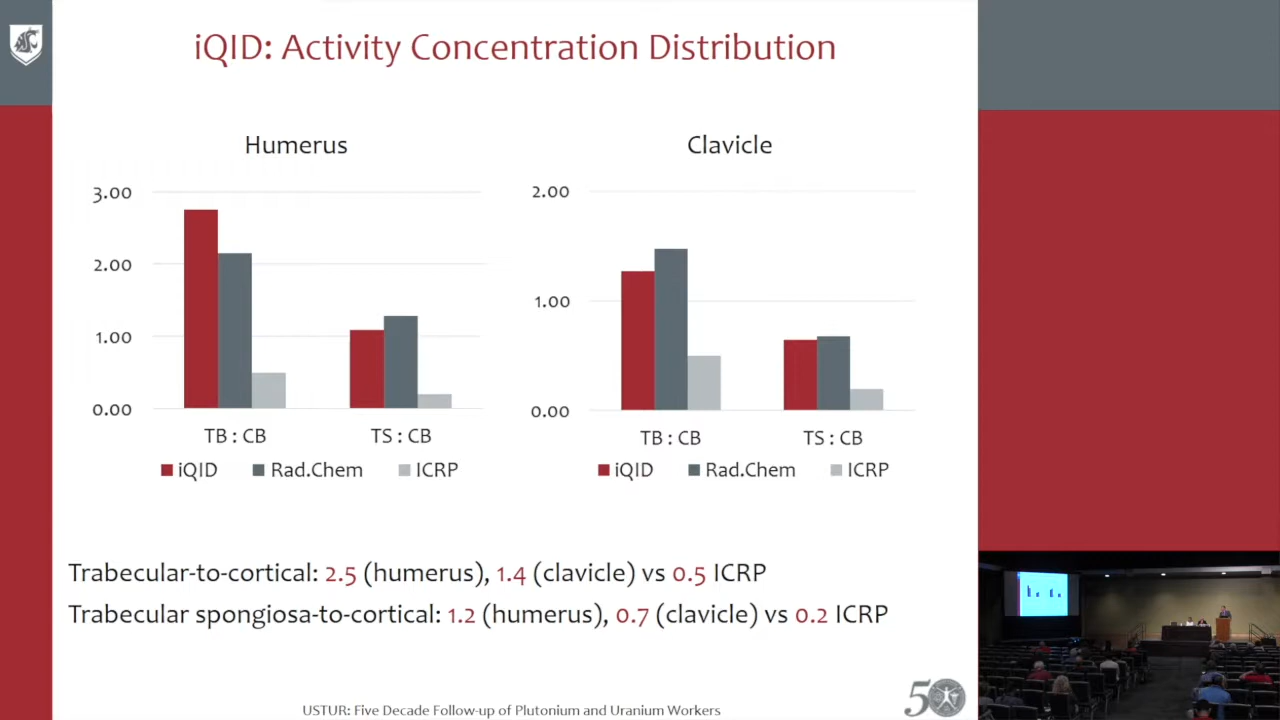 iQID: Activity Concentration Distribution
Humerus
3.00
2.00
1.00
0.00
TB : CB
TS : CB
iQID
Rad.Chem
ICRP
Clavicle
2.00
1.00
0.00
TB : CB
TS : CB
iQID
Rad.Chem
ICRP
Trabecular-to-cortical: 2.5 (humerus), 1.4 (clavicle) vs 0.5 ICRP
Trabecular spongiosa-to-cortical: 1.2 (humerus), 0.7 (clavicle) vs 0.2 ICRP
USTUR: Five Decade Follow-up of Plutonium and Uranium Workers
50